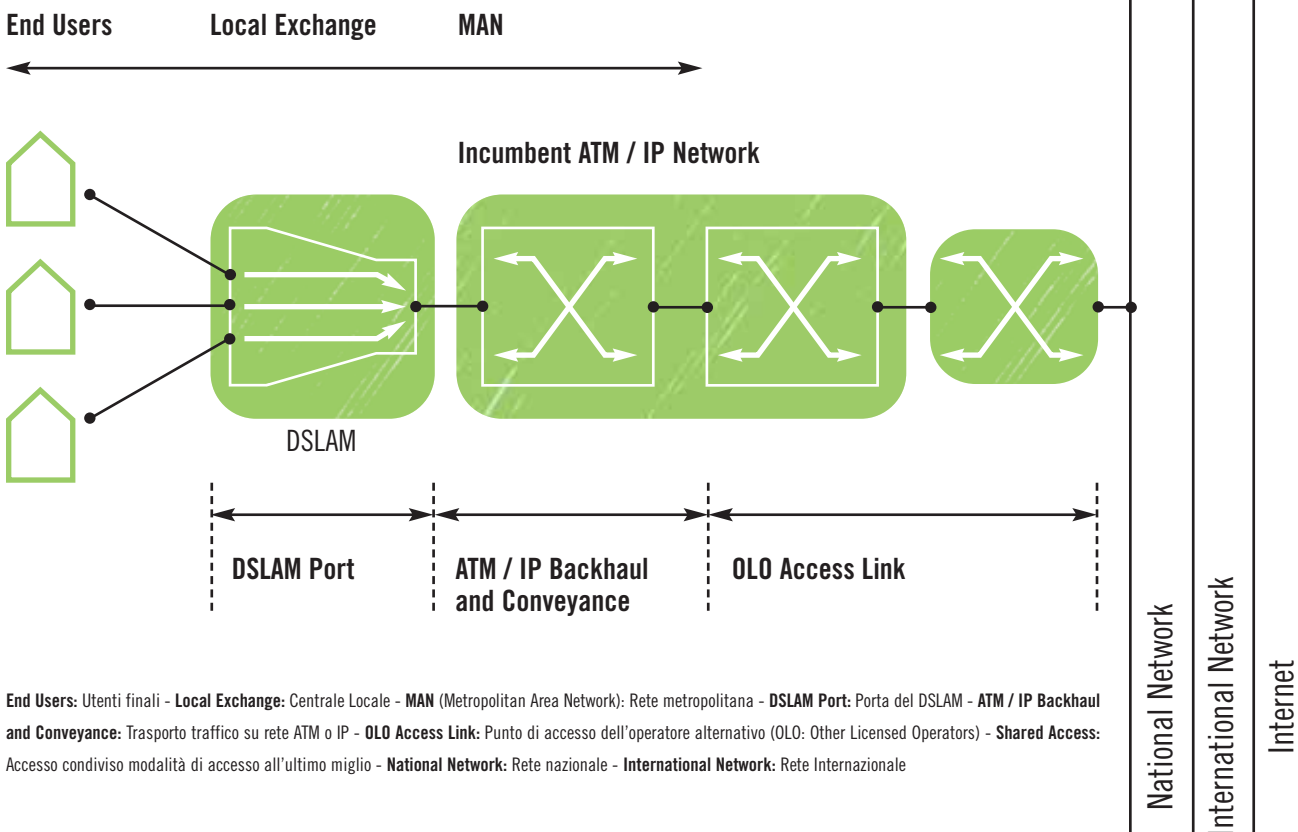 End Users Local Exchange MAN
Incumbent ATM / IP Network
DSLAM
DSLAM Port
ATM / IP Backhaul
and Conveyance
OLO Access Link
National Network
International Network
Internet
End Users: Utenti finali - Local Exchange: Centrale Locale - MAN (Metropolitan Area Network): Rete metropolitana - DSLAM Port: Porta del DSLAM - ATM / IP Backhaul
and Conveyance: Trasporto traffico su rete ATM o IP - OLO Access Link: Punto di accesso dell'operatore alternativo (OLO: Other Licensed Operators) - Shared Access:
Accesso condiviso modalità di accesso all'ultimo miglio - National Network: Rete nazionale - International Network: Rete Internazionale